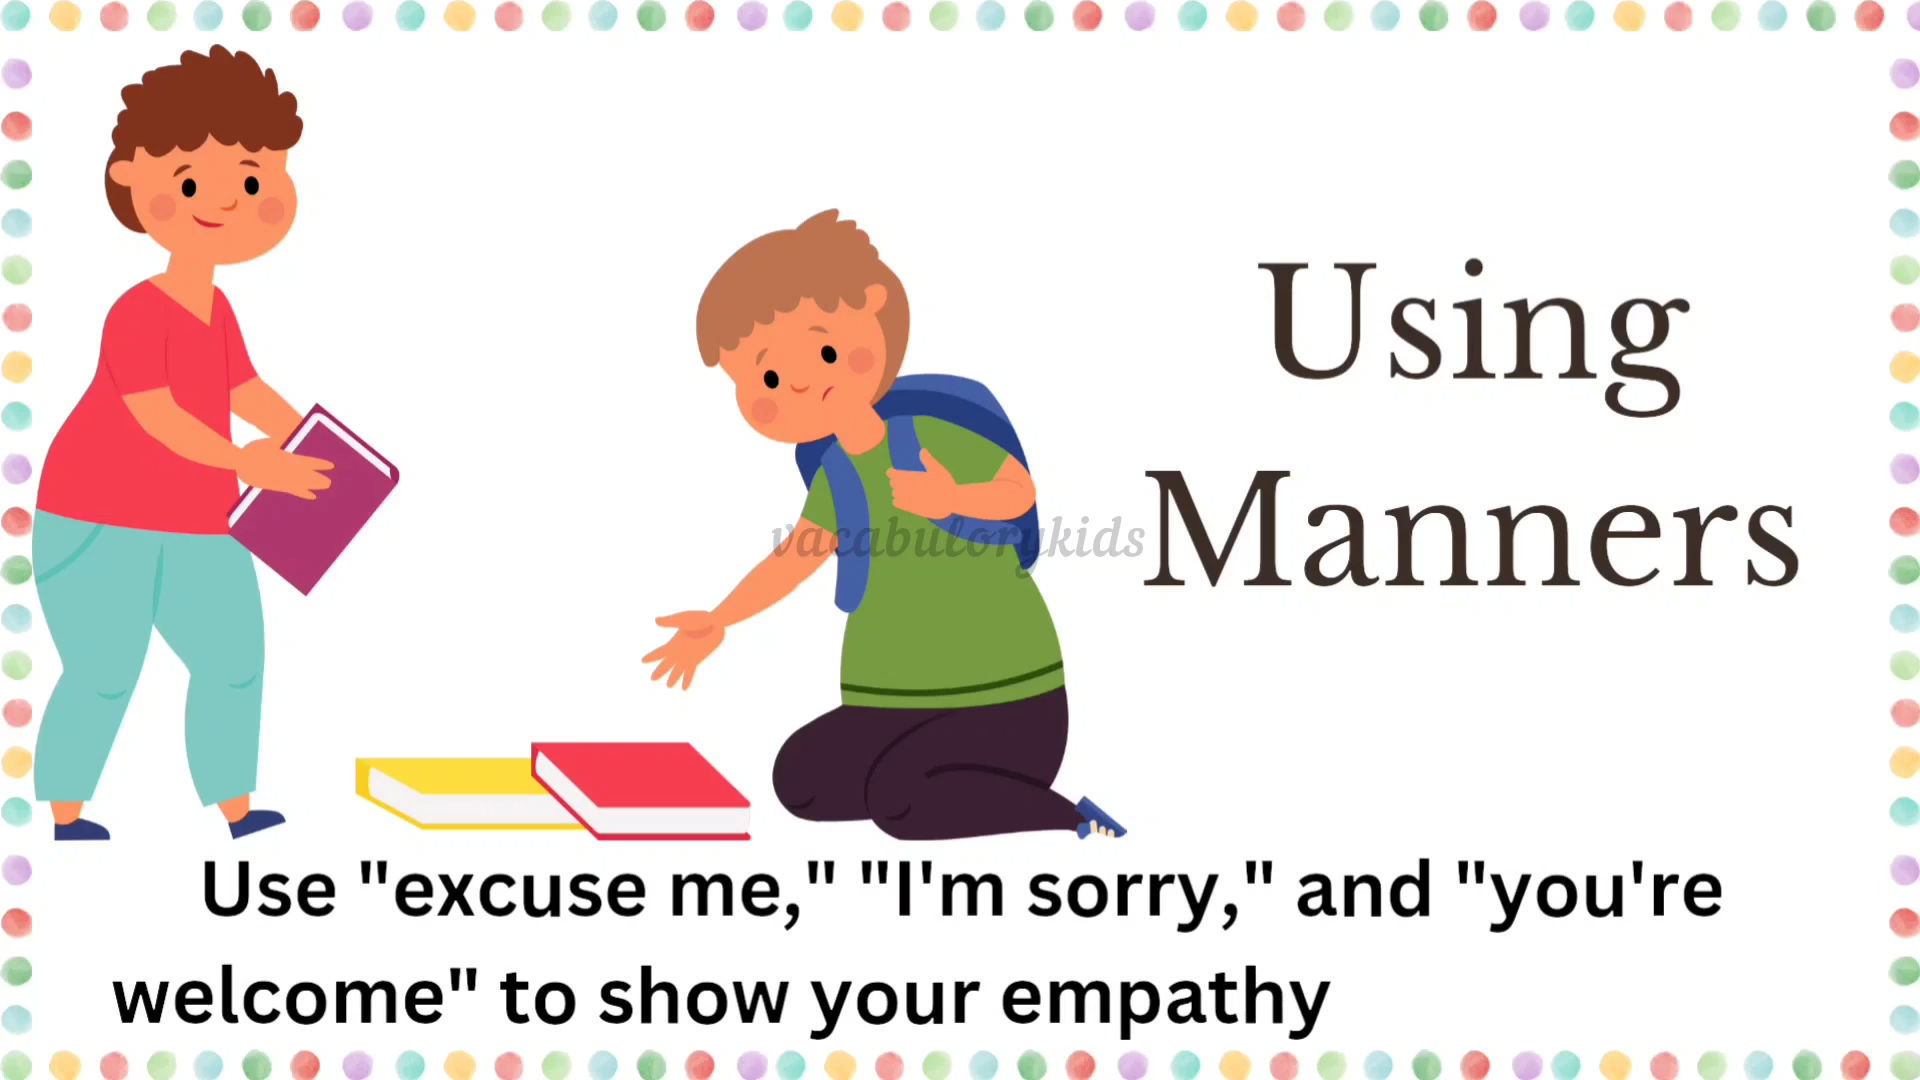 Using
Manners
vacabulorykids
Use "excuse me," "I'm sorry," and "you're
welcome" to show your empathy